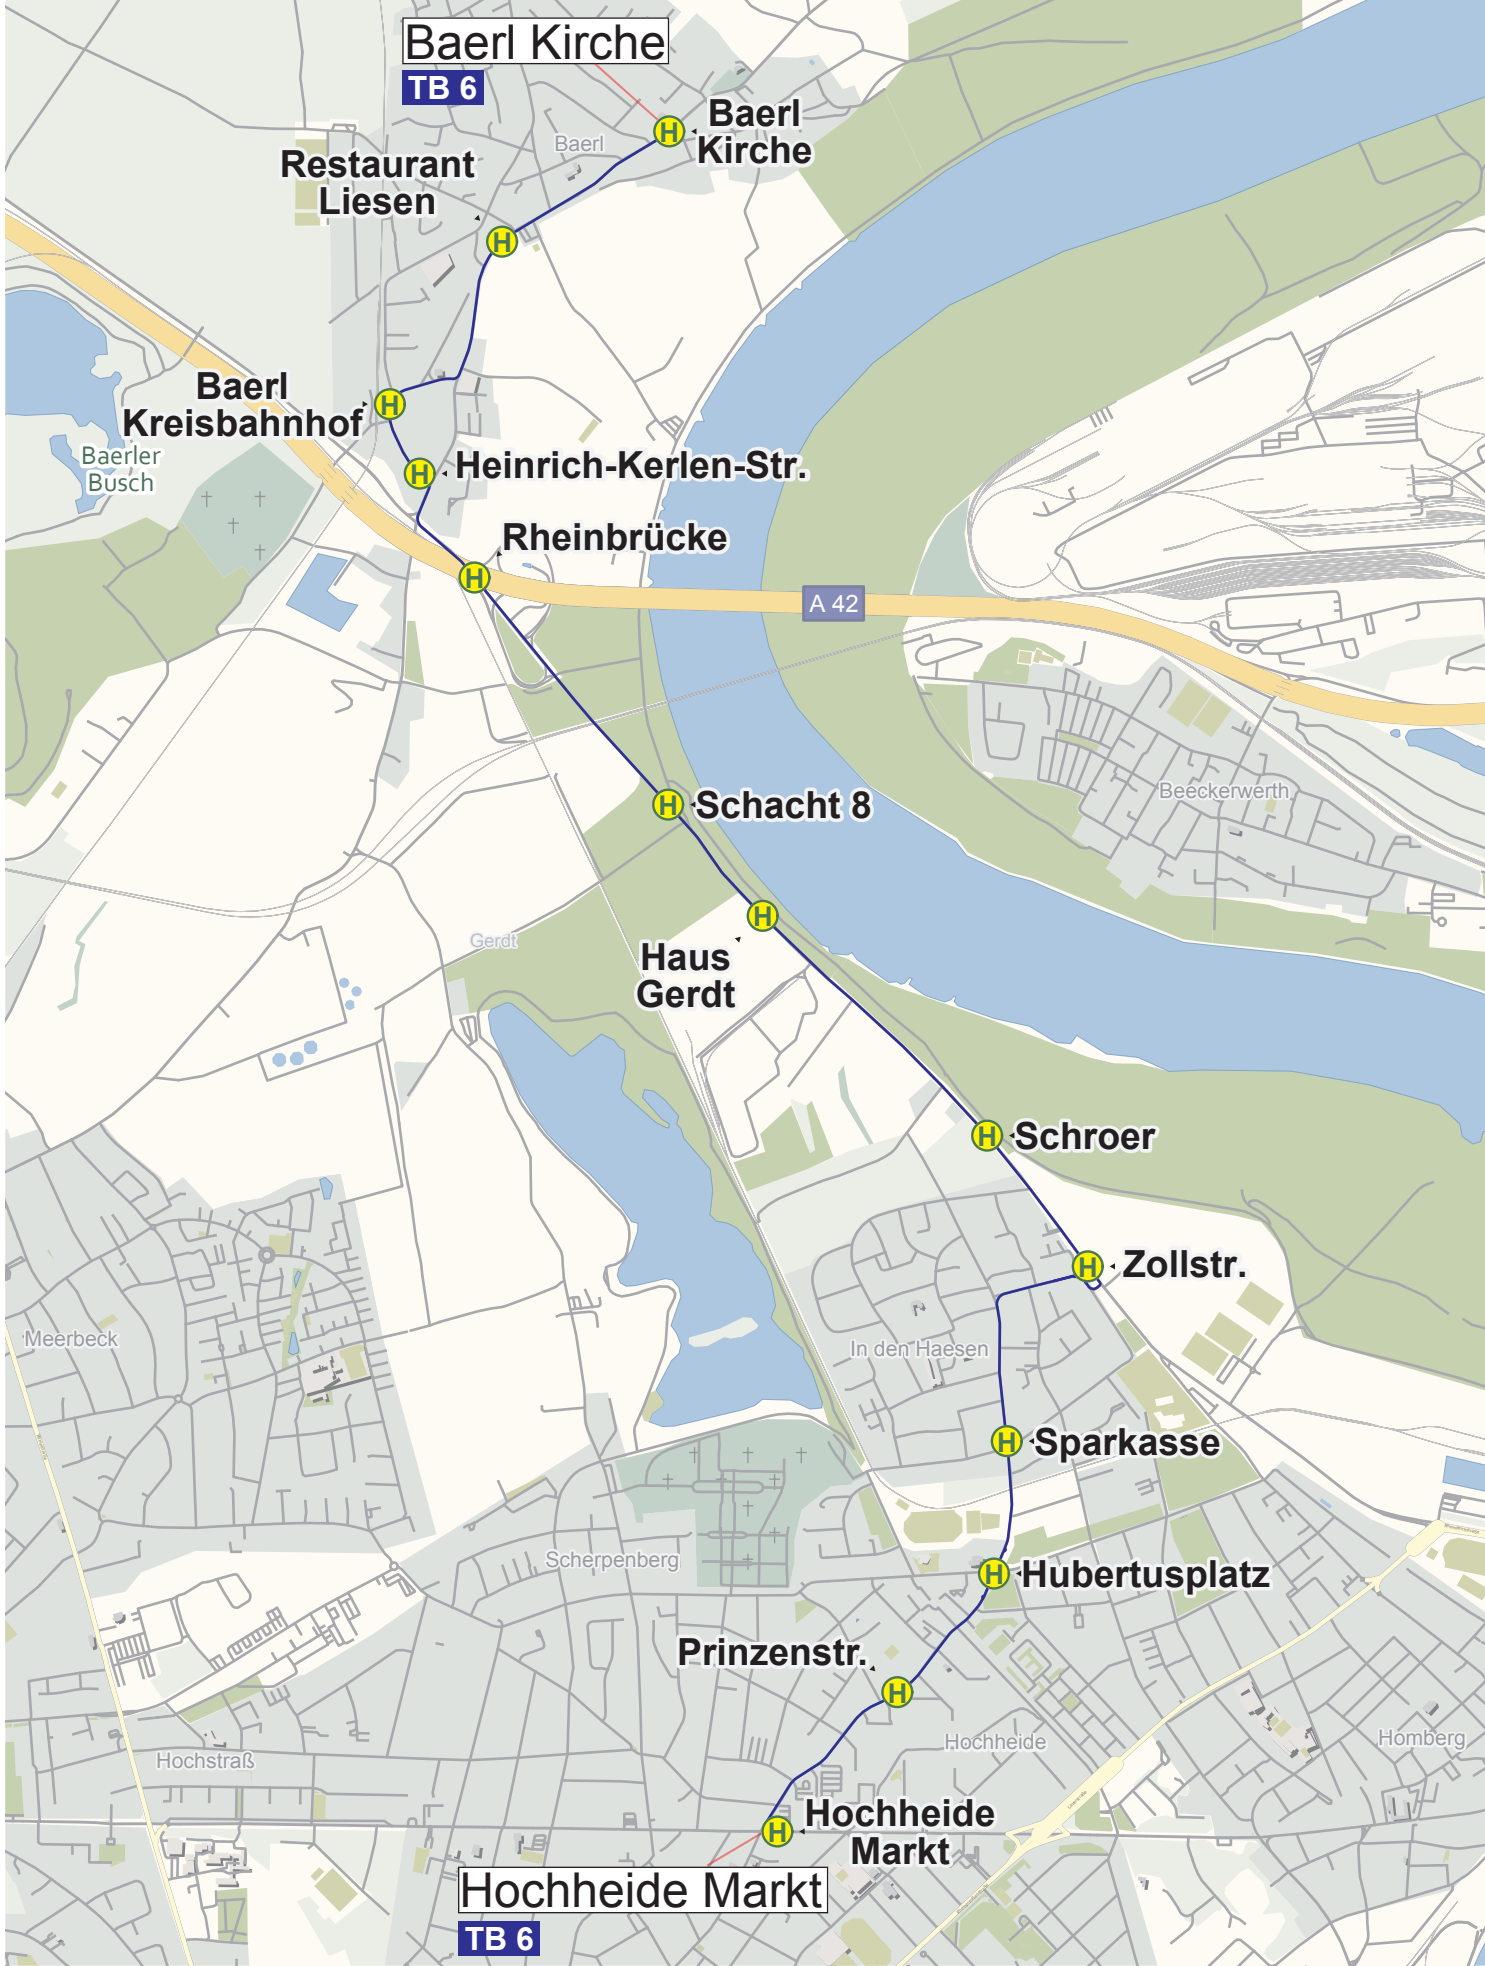 Baerl Kirche
TB 6
Baerl
Kirche
Baerl
Restaurant
Liesen
Baerl
Kreisbahnhof
Baerler
Busch
Heinrich-Kerlen-Str.
Rheinbrücke
A 42
Beeckerwerth
Schacht 8
Gerdt
Haus
Gerdt
Schroer
Zollstr.
Meerbeck
In den Haesen
Sparkasse
Scherpenberg
Hubertusplatz
Prinzenstr.
Hochstraß
Hochheide
Homberg
Hochheide
Markt
Hochheide Markt
TB 6
H
H
H
H
H
H
H
H
H
H
H
H
H